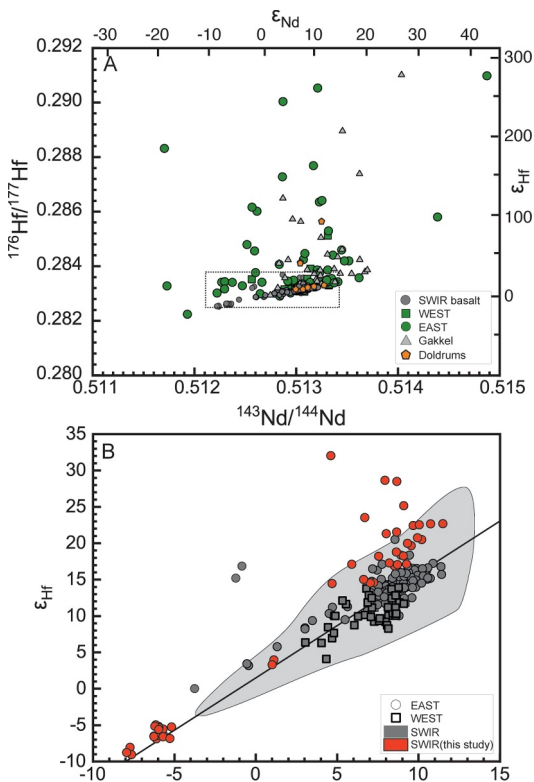 ε Nd
-30 -20 -10 0 10 20 30 40
A
0.292
0.290
0.288
0.286
0.284
0.282
0.280
176Hf/177Hf
300
200
100
0
εHf
SWIR basalt
WEST
EAST
Gakkel
Doldrums
0.511 0.512 0.513 0.514 0.515
143Nd/144Nd
B
35
30
25
20
15
10
5
0
-5
-10
εHf
EAST
WEST
SWIR
SWIR(this study)
-10 -5 0 5 10 15